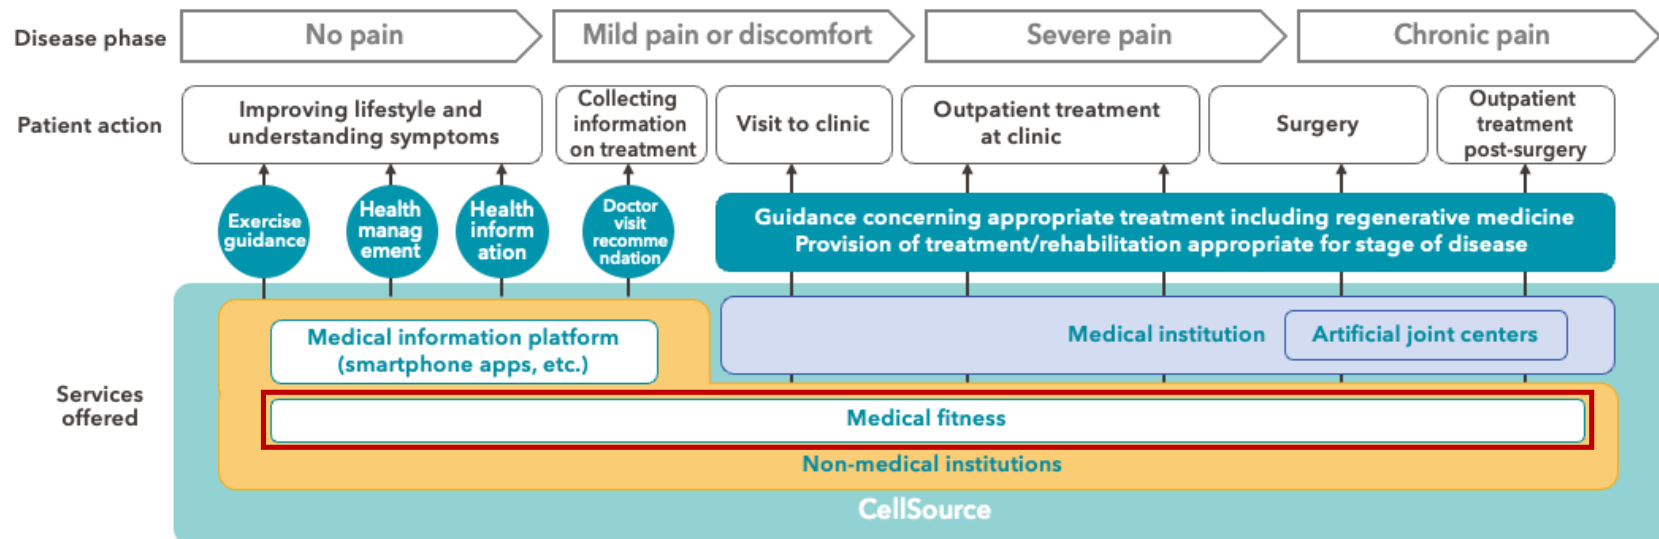 Disease phase
No pain
Mild pain or discomfort
Severe pain
Chronic pain
Patient action
Improving lifestyle and
understanding symptoms
Collecting
information
on treatment
Visit to clinic
Outpatient treatment
at clinic
Surgery
Outpatient
treatment
post-surgery
Exercise
guidance
Health
manag
ement
Health
inform
ation
Doctor
visit
recomme
ndation
Guidance concerning appropriate treatment including regenerative medicine
Provision of treatment/rehabilitation appropriate for stage of disease
Services
offered
Medical information platform
(smartphone apps, etc.)
Medical institution
Artificial joint centers
Medical fitness
Non-medical institutions
CellSource